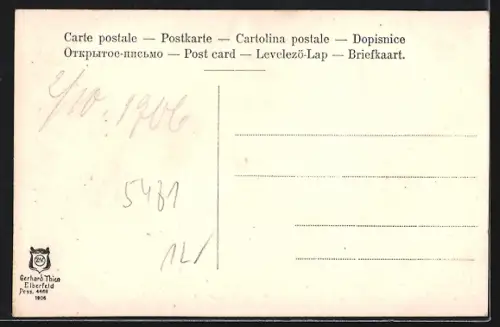 Carte postale — Postkarte — Cartolina postale — Dopisnice
Открытое-письмо — Post card — Levelezö-Lap — Briefkaart.
2/10. 1906
5481
12/
Gerhard Thien
Elberfeld
1906